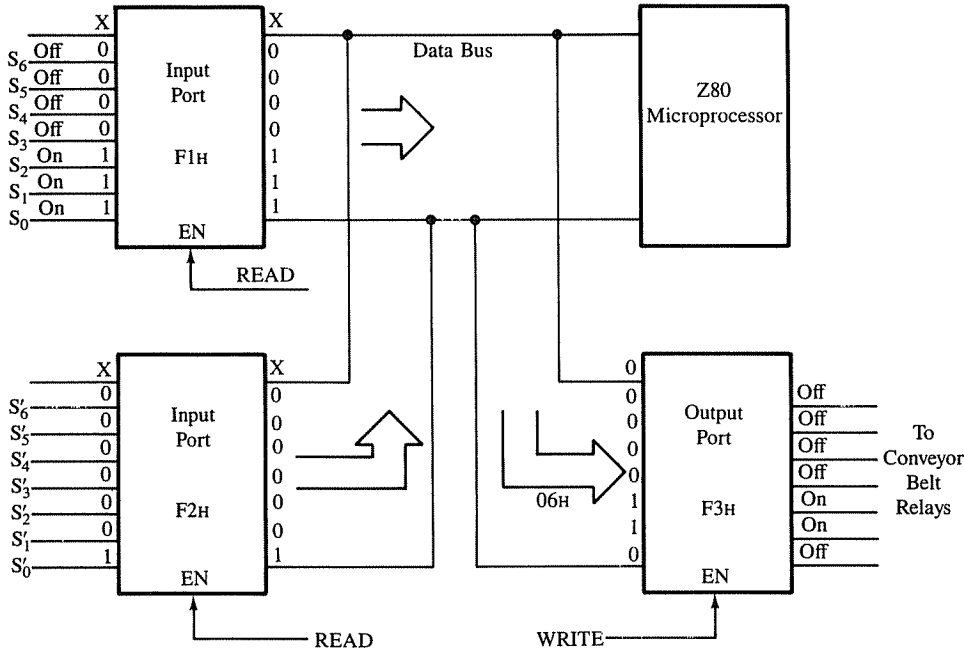 X
X
S6 Off 0
0
S5 Off 0
0
S4 Off 0
0
S3 Off 0
0
S2 On 1
1
S1 On 1
1
S0 On 1
1
Input
Port
F1H
EN
READ
Data Bus
Z80
Microprocessor
X
X
S'6 0
0
S'5 0
0
S'4 0
0
S'3 0
0
S'2 0
0
S'1 0
0
S'0 1
1
Input
Port
F2H
EN
READ
06H
0
0
0
0
0
1
1
0
Output
Port
F3H
EN
WRITE
Off
Off
Off
Off
On
On
Off
To
Conveyor
Belt
Relays